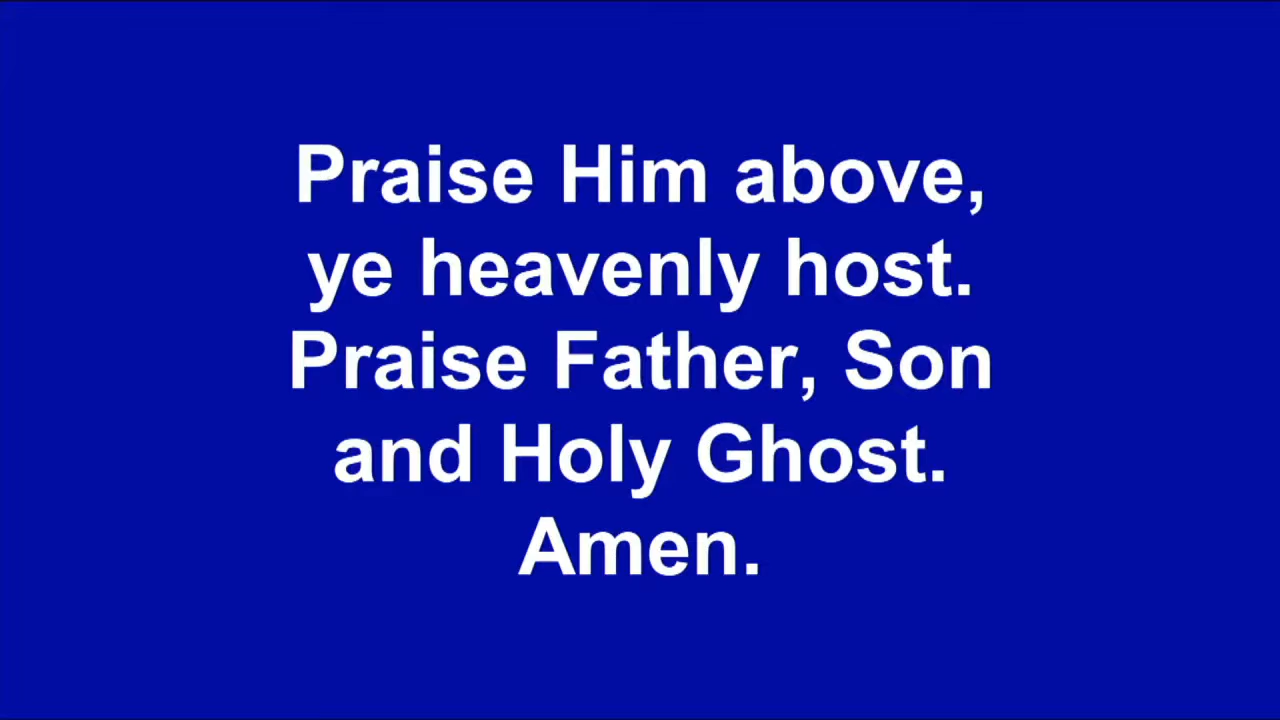 Praise Him above,
ye heavenly host.
Praise Father, Son
and Holy Ghost.
Amen.